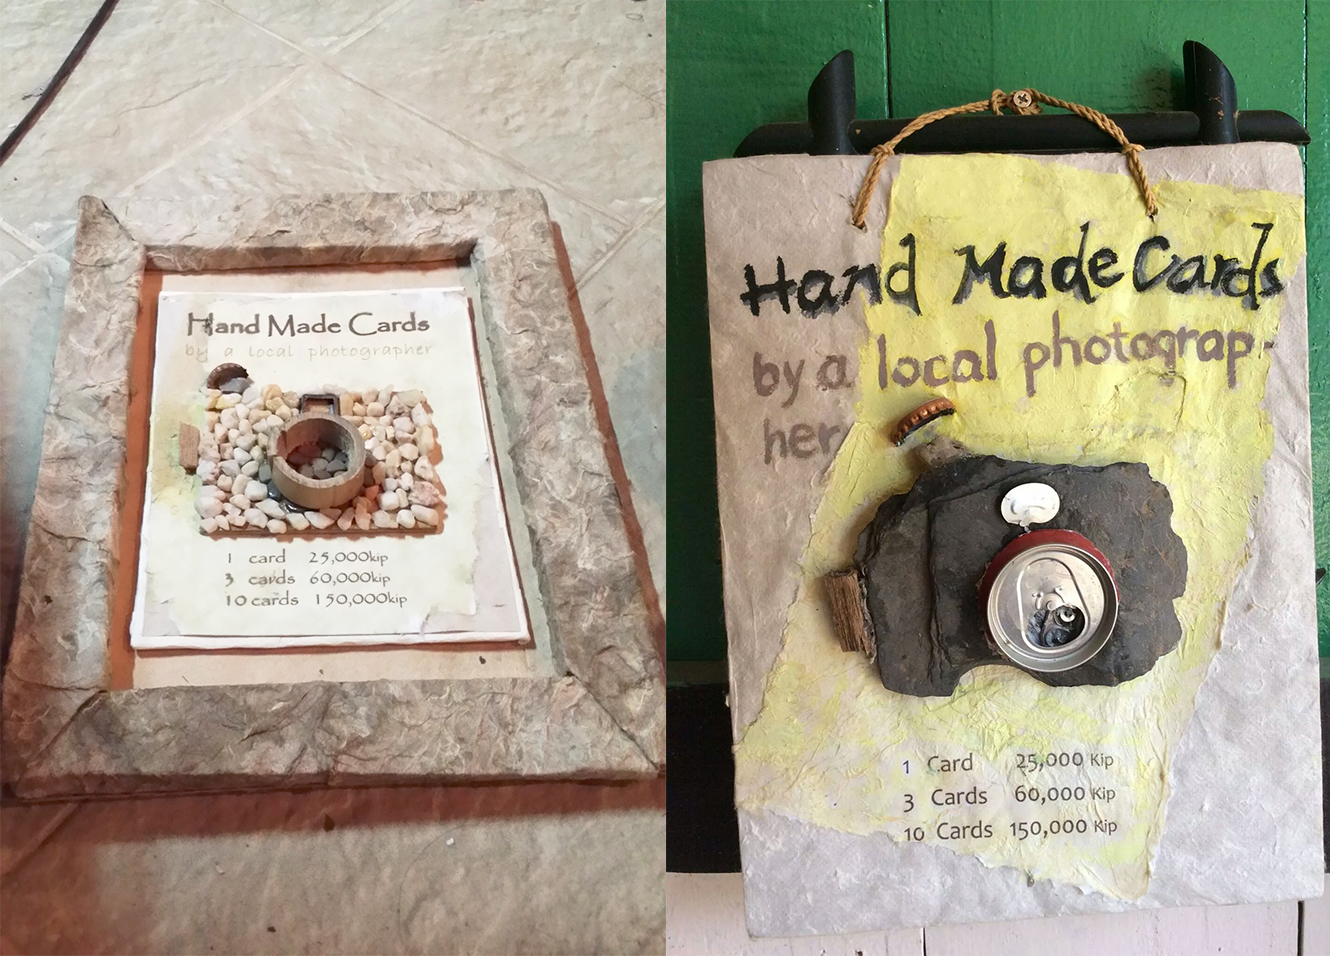 Hand Made Cards
by a local photographer
1 card 25,000kip
3 cards 60,000kip
10 cards 150,000kip
Hand Made Cards
by a local photograp-
her
1 Card 25,000 Kip
3 Cards 60,000 Kip
10 Cards 150,000 Kip